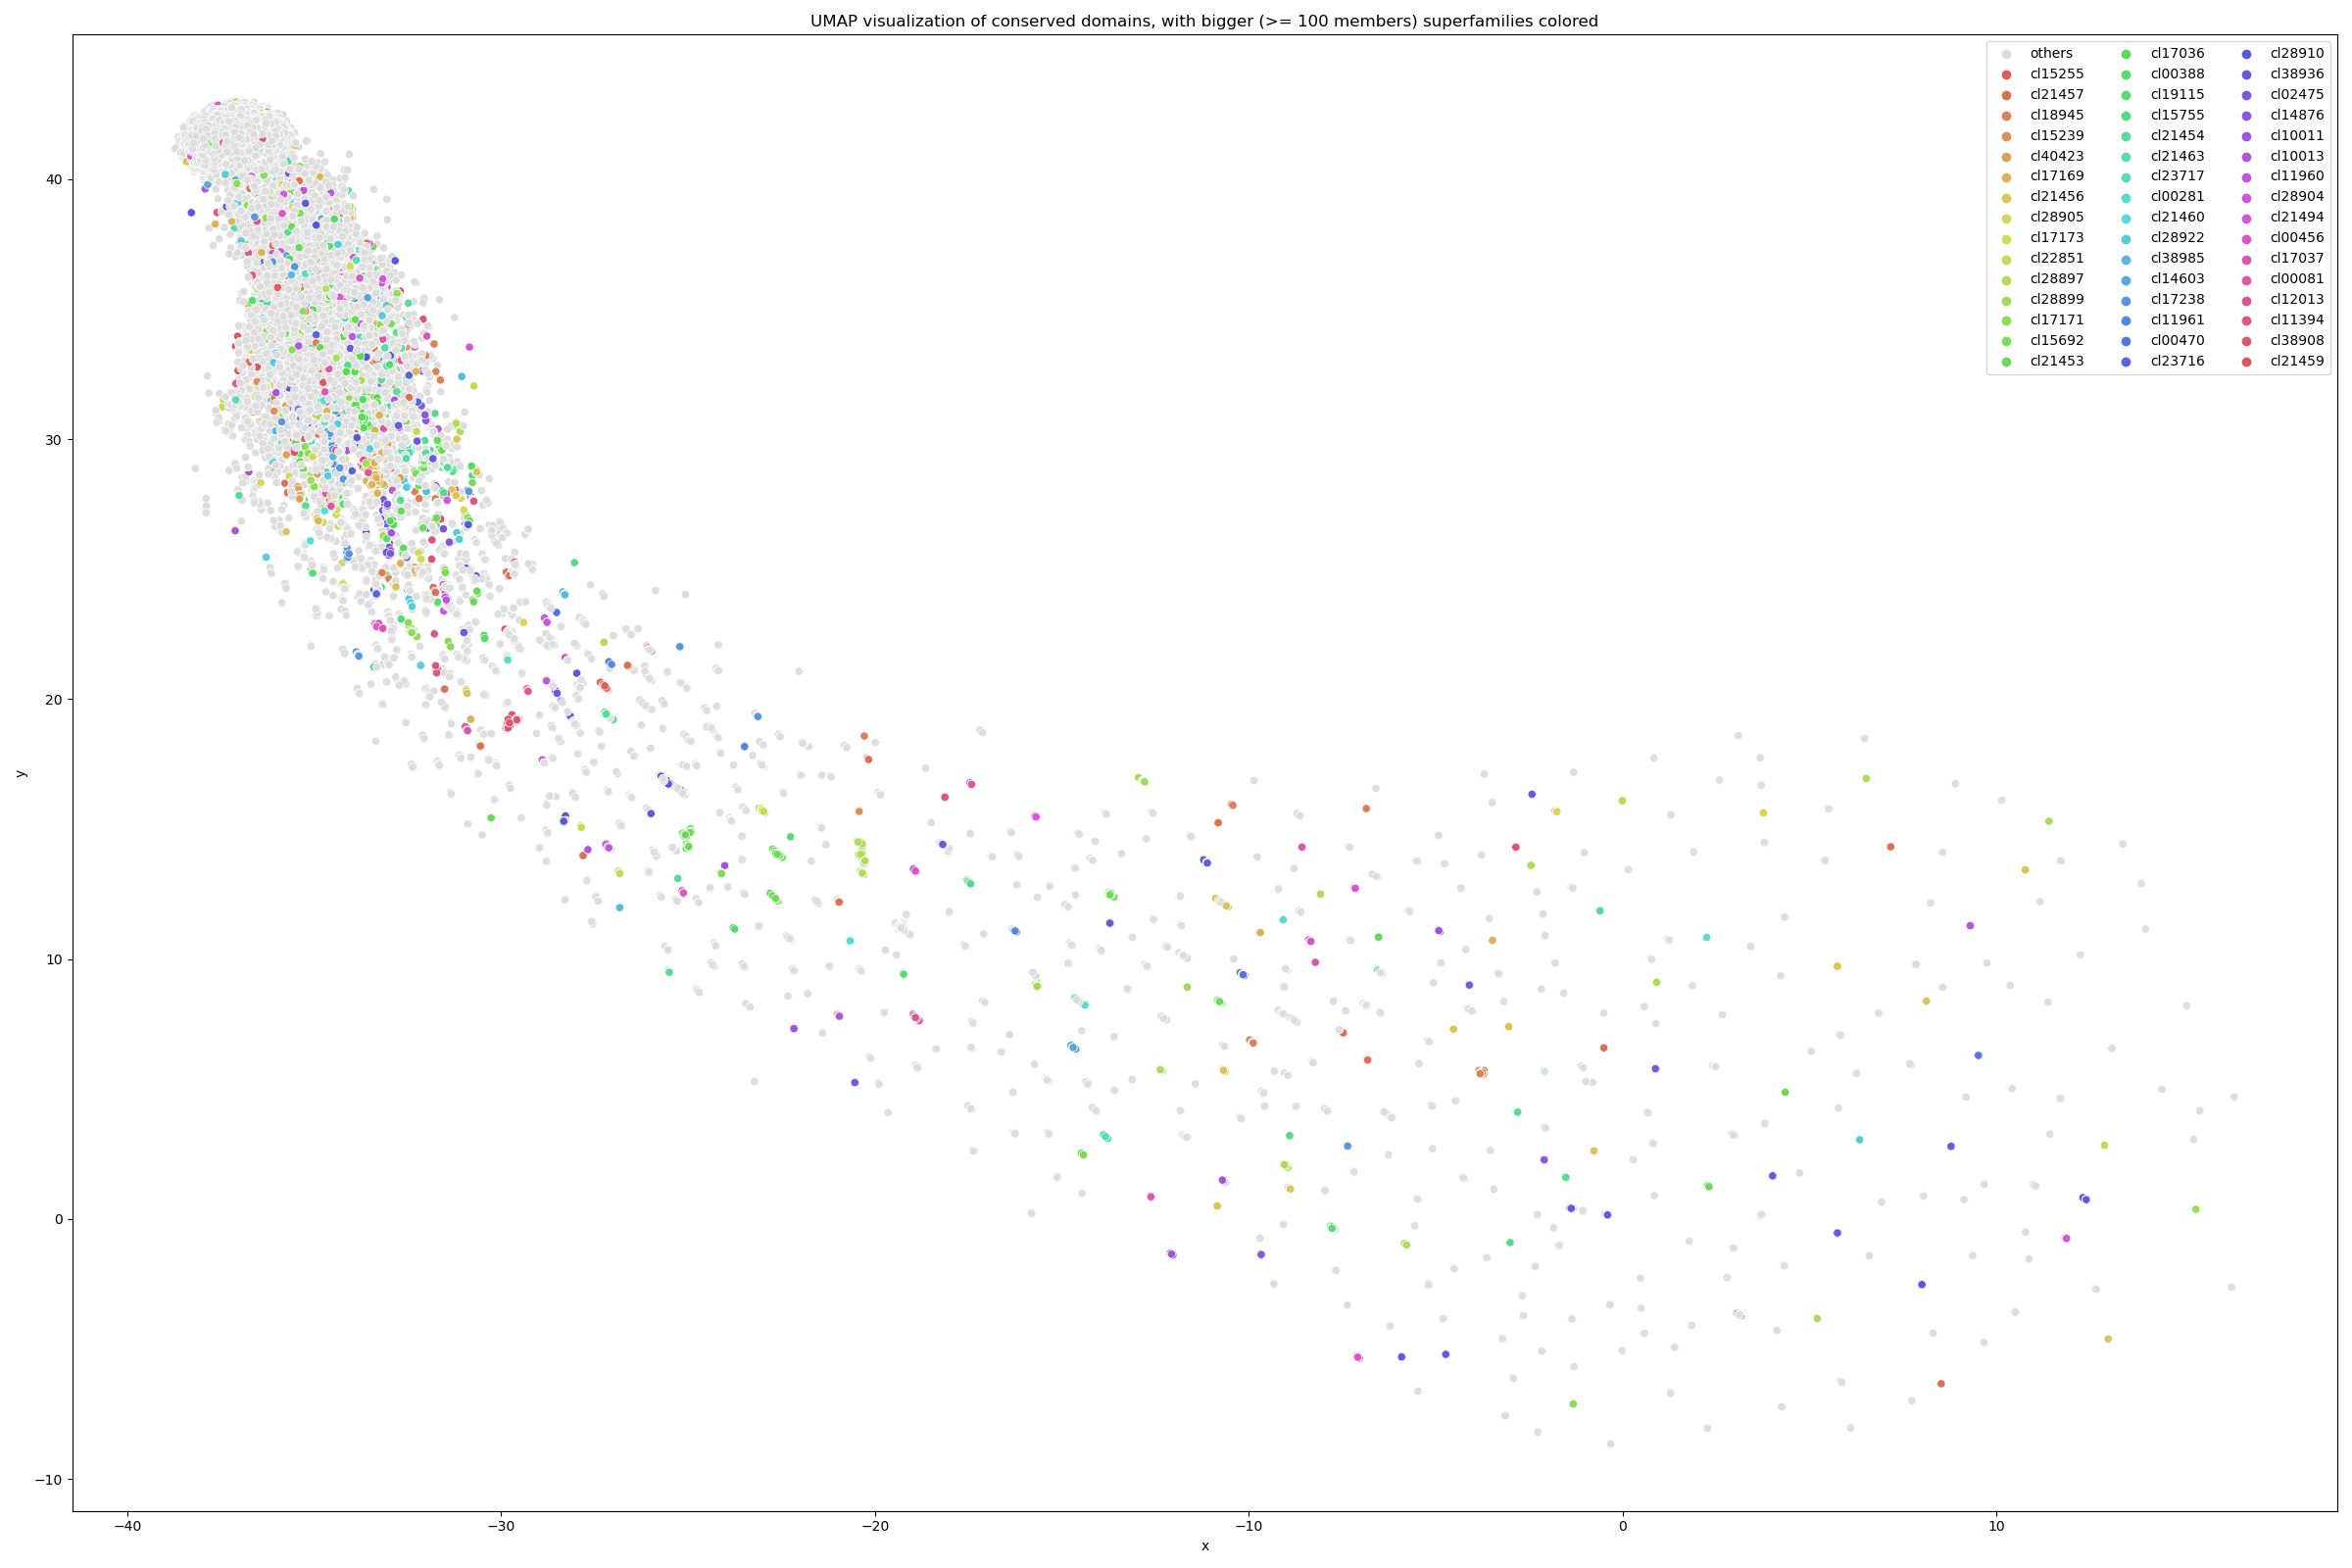 UMAP visualization of conserved domains, with bigger (>= 100 members) superfamilies colored
others
cl15255
cl21457
cl18945
cl15239
cl40423
cl17169
cl21456
cl28905
cl17173
cl22851
cl28897
cl28899
cl17171
cl15692
cl21453
cl17036
cl00388
cl19115
cl15755
cl21454
cl21463
cl23717
cl00281
cl21460
cl28922
cl38985
cl14603
cl17238
cl11961
cl00470
cl23716
cl28910
cl38936
cl02475
cl14876
cl10011
cl10013
cl11960
cl28904
cl21494
cl00456
cl17037
cl00081
cl12013
cl11394
cl38908
cl21459
y
40
30
20
10
0
−10
−40
−30
−20
−10
0
10
x